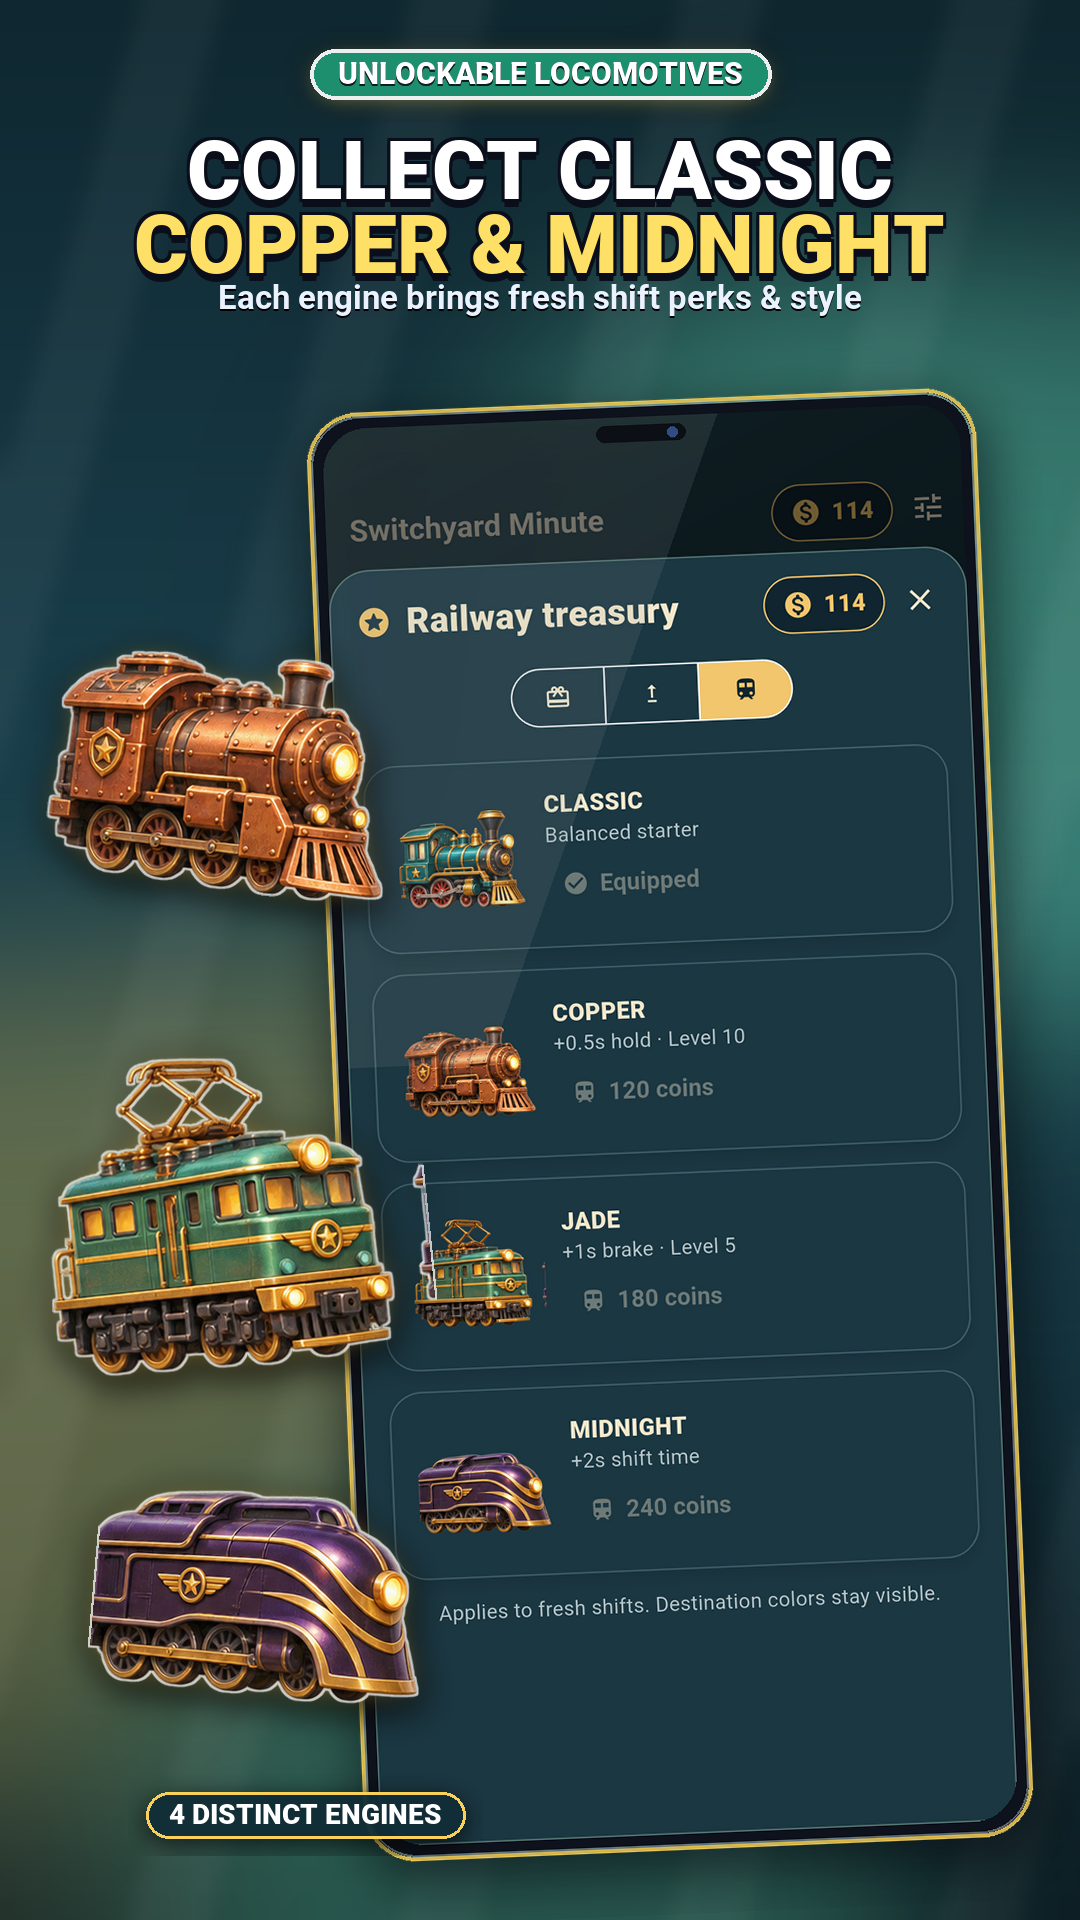 UNLOCKABLE LOCOMOTIVES
COLLECT CLASSIC
COPPER & MIDNIGHT
Each engine brings fresh shift perks & style
Switchyard Minute
114
Railway treasury
114
CLASSIC
Balanced starter
Equipped
COPPER
+0.5s hold · Level 10
120 coins
JADE
+1s brake · Level 5
180 coins
MIDNIGHT
+2s shift time
240 coins
Applies to fresh shifts. Destination colors stay visible.
4 DISTINCT ENGINES